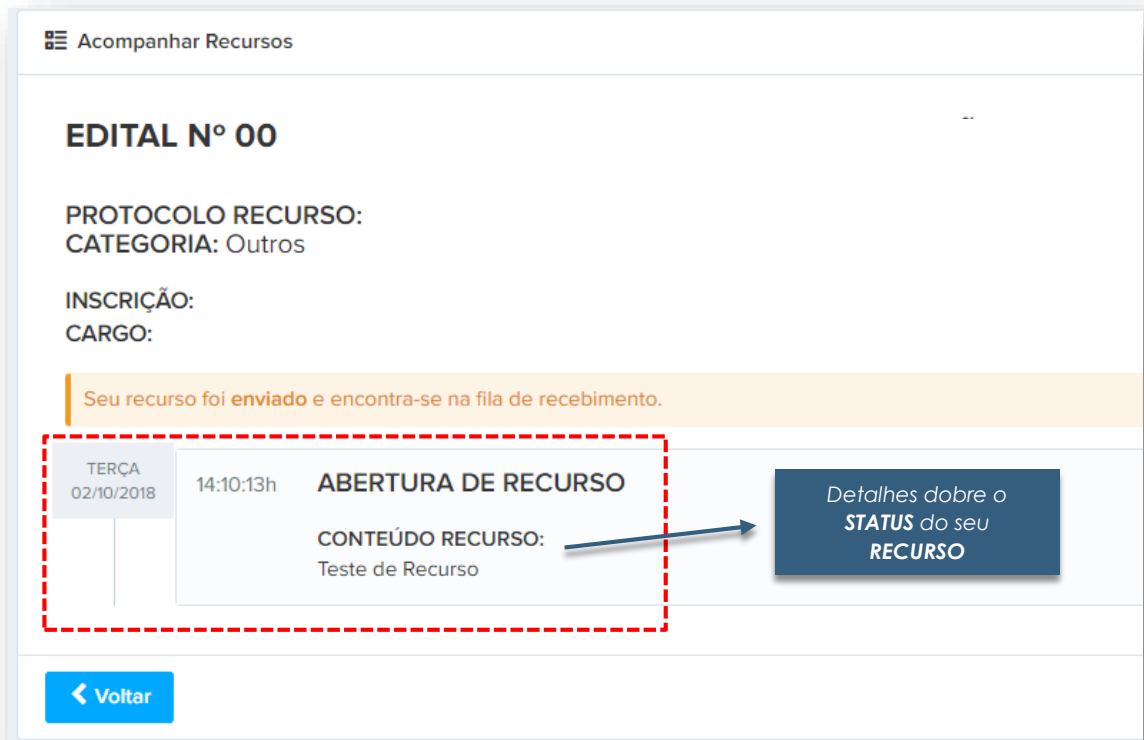 Acompanhar Recursos
EDITAL Nº 00
PROTOCOLO RECURSO:
CATEGORIA: Outros
INSCRIÇÃO:
CARGO:
Seu recurso foi enviado e encontra-se na fila de recebimento.
TERÇA
02/10/2018
14:10:13h
ABERTURA DE RECURSO
CONTEÚDO RECURSO:
Teste de Recurso
Detalhes dobre o
STATUS do seu
RECURSO
Voltar